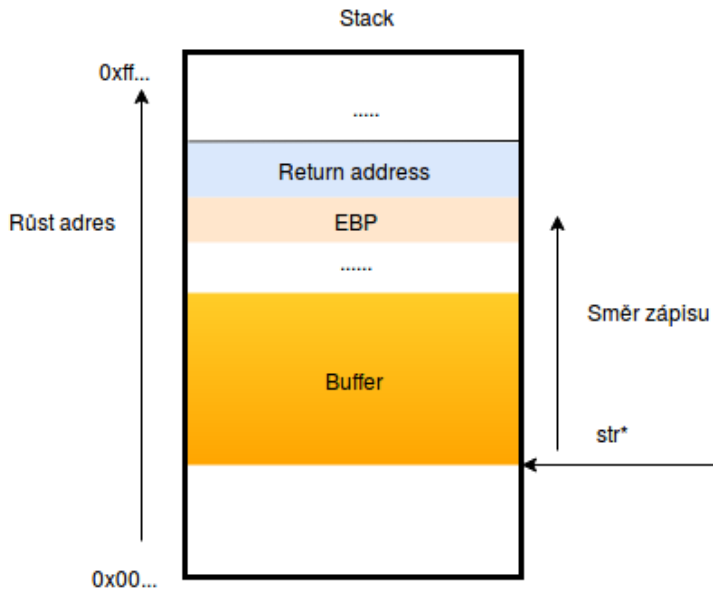 Stack
0xff...
.....
Return address
Růst adres
EBP
......
Směr zápisu
Buffer
str*
0x00...